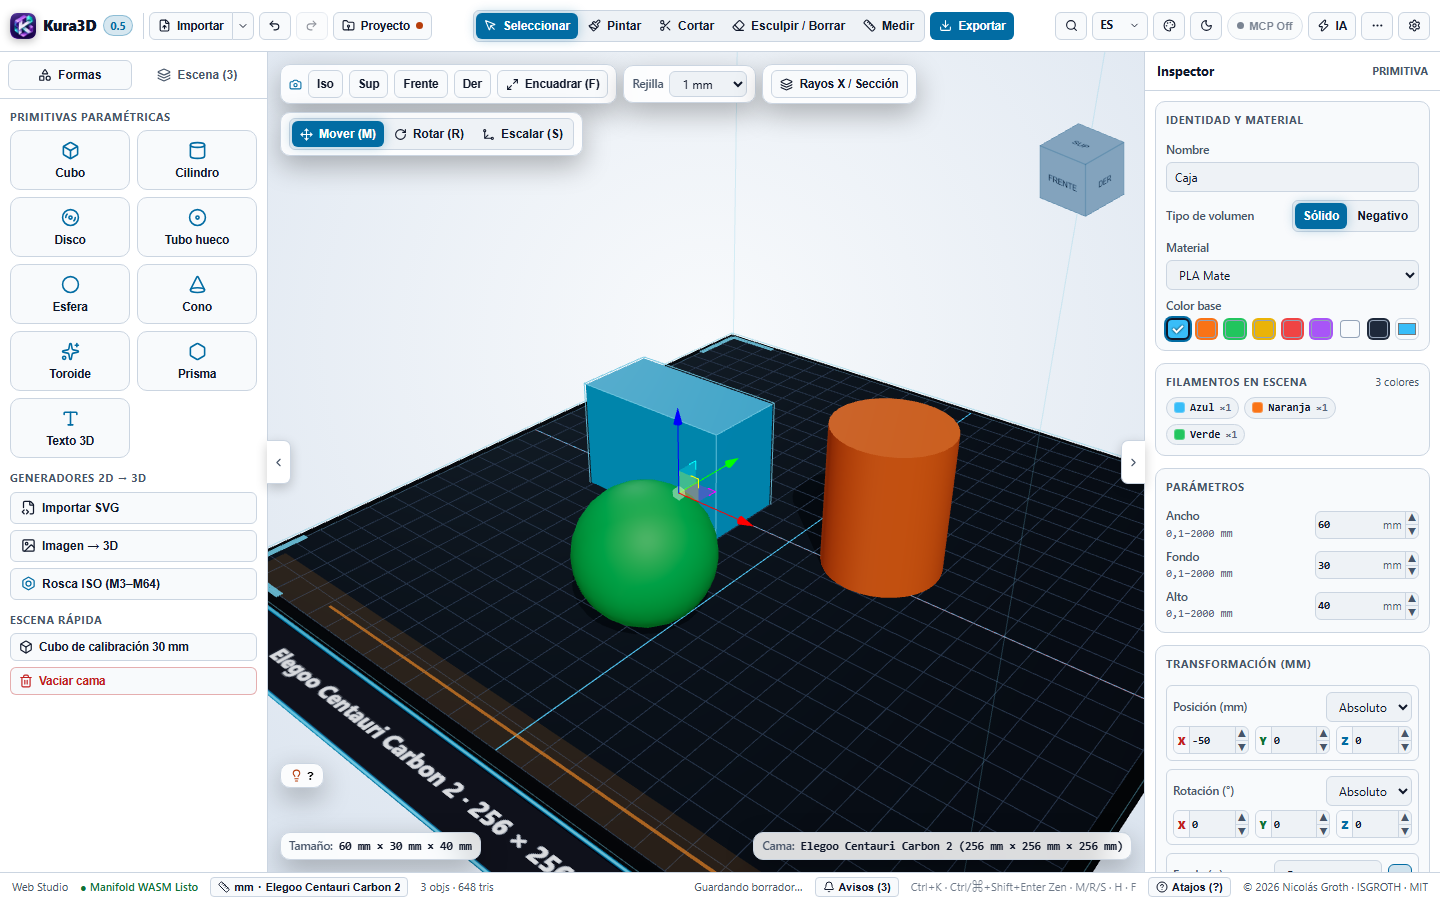 Kura3D 0.5 Importar Proyecto Seleccionar Pintar Cortar Esculpir / Borrar Medir Exportar ES MCP Off IA ...
Formas Escena (3)
PRIMITIVAS PARAMÉTRICAS
Cubo Cilindro
Disco Tubo hueco
Esfera Cono
Toroide Prisma
Texto 3D
GENERADORES 2D → 3D
Importar SVG
Imagen → 3D
Rosca ISO (M3–M64)
ESCENA RÁPIDA
Cubo de calibración 30 mm
Vaciar cama
Iso Sup Frente Der Encuadrar (F) Rejilla 1 mm Rayos X / Sección
Mover (M) Rotar (R) Escalar (S)
SUP
FRENTE DER
Elegoo Centauri Carbon 2 · 256 × 256
?
Tamaño: 60 mm × 30 mm × 40 mm
Cama: Elegoo Centauri Carbon 2 (256 mm × 256 mm × 256 mm)
Inspector PRIMITIVA
IDENTIDAD Y MATERIAL
Nombre
Caja
Tipo de volumen Sólido Negativo
Material
PLA Mate
Color base
FILAMENTOS EN ESCENA 3 colores
Azul ×1 Naranja ×1
Verde ×1
PARÁMETROS
Ancho
0,1–2000 mm
60 mm
Fondo
0,1–2000 mm
30 mm
Alto
0,1–2000 mm
40 mm
TRANSFORMACIÓN (MM)
Posición (mm) Absoluto
X -50 Y 0 Z 0
Rotación (°) Absoluto
X 0 Y 0 Z 0
Web Studio Manifold WASM Listo mm · Elegoo Centauri Carbon 2 3 objs · 648 tris Guardando borrador... Avisos (3) Ctrl+K · Ctrl/⌘+Shift+Enter Zen · M/R/S · H · F Atajos (?) © 2026 Nicolás Groth · ISGROTH · MIT